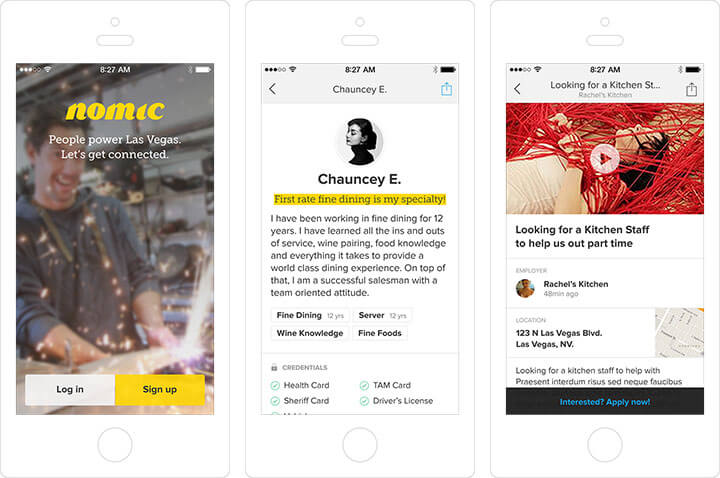 8:27 AM
nomic
People power Las Vegas.
Let's get connected.
Log in
Sign up
8:27 AM
Chauncey E.
Chauncey E.
First rate fine dining is my specialty!
I have been working in fine dining for 12
years. I have learned all the ins and outs
of service, wine pairing, food knowledge
and everything it takes to provide a
world class dining experience. On top of
that, I am a successful salesman with a
team oriented attitude.
Fine Dining 12 yrs
Server 12 yrs
Wine Knowledge
Fine Foods
CREDENTIALS
Health Card
TAM Card
Sheriff Card
Driver's License
8:27 AM
Looking for a Kitchen St...
Rachel's Kitchen
Looking for a Kitchen Staff
to help us out part time
EMPLOYER
Rachel's Kitchen
48min ago
LOCATION
123 N Las Vegas Blvd.
Las Vegas, NV.
Looking for a kitchen staff to help with
Praesent interdum risus sed neque faucibus
Interested? Apply now!